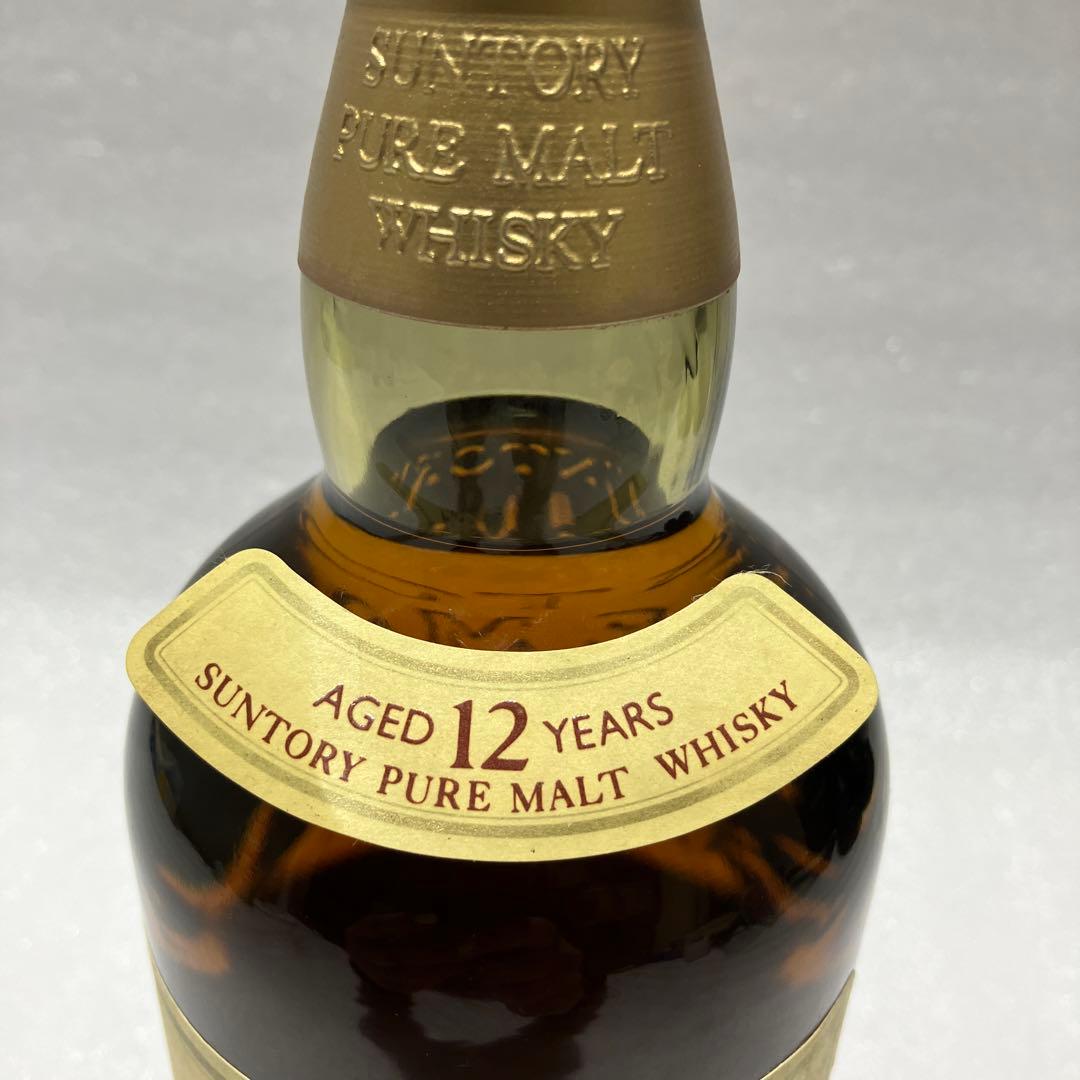 SUNTORY
PURE MALT
WHISKY
AGED 12 YEARS
SUNTORY PURE MALT WHISKY